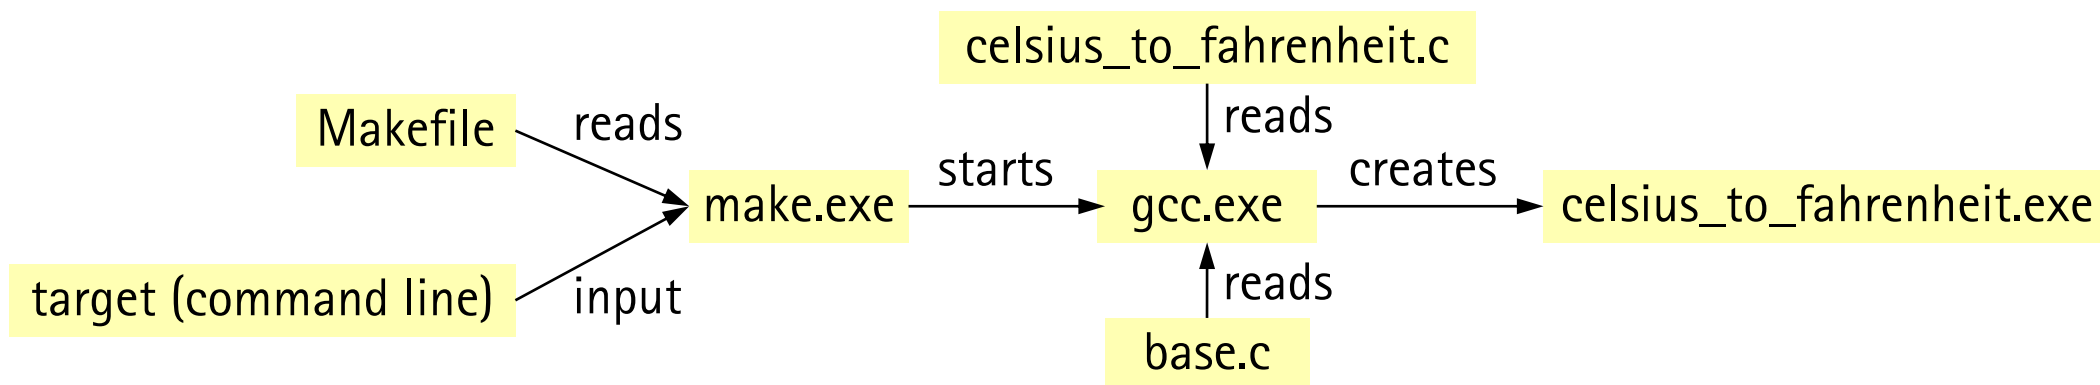 celsius_to_fahrenheit.c
Makefile
reads
reads
make.exe
starts
gcc.exe
creates
celsius_to_fahrenheit.exe
target (command line)
input
reads
base.c